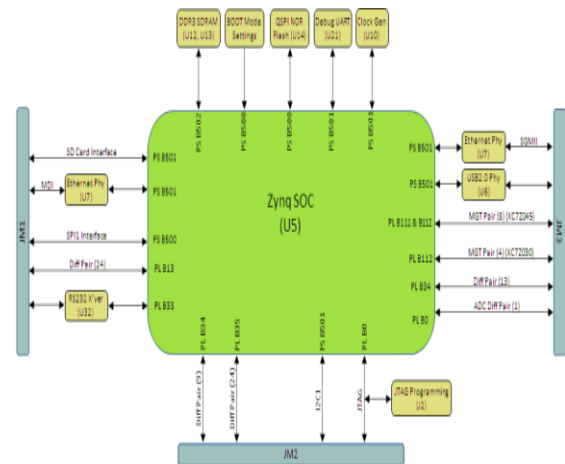 DDR3 SDRAM
(U12, U13)
BOOT Mode
Settings
QSPI NOR
Flash (U14)
Debug UART
(U21)
Clock Gen
(U10)
PS B502
PS B500
PS B500
PS B501
PS B503
JM1
SD Card Interface
PS B501
MDI
Ethernet Phy
(U7)
PS B501
SPI1 Interface
PS B500
Diff Pair (24)
PL B13
RS232 X'ver
(U32)
PL B33
Zynq SOC
(U5)
PS B501
Ethernet Phy
(U7)
SGMII
PS B501
USB2.0 Phy
(U6)
PL B111 & B112
MGT Pair (8) (XC7Z045)
PL B112
MGT Pair (4) (XC7Z030)
PL B34
Diff Pair (13)
PL B0
ADC Diff Pair (1)
JM3
PL B34
PL B35
PS B501
PL B0
Diff Pair (9)
Diff Pair (24)
I2C1
JTAG
JTAG Programming
(J2)
JM2